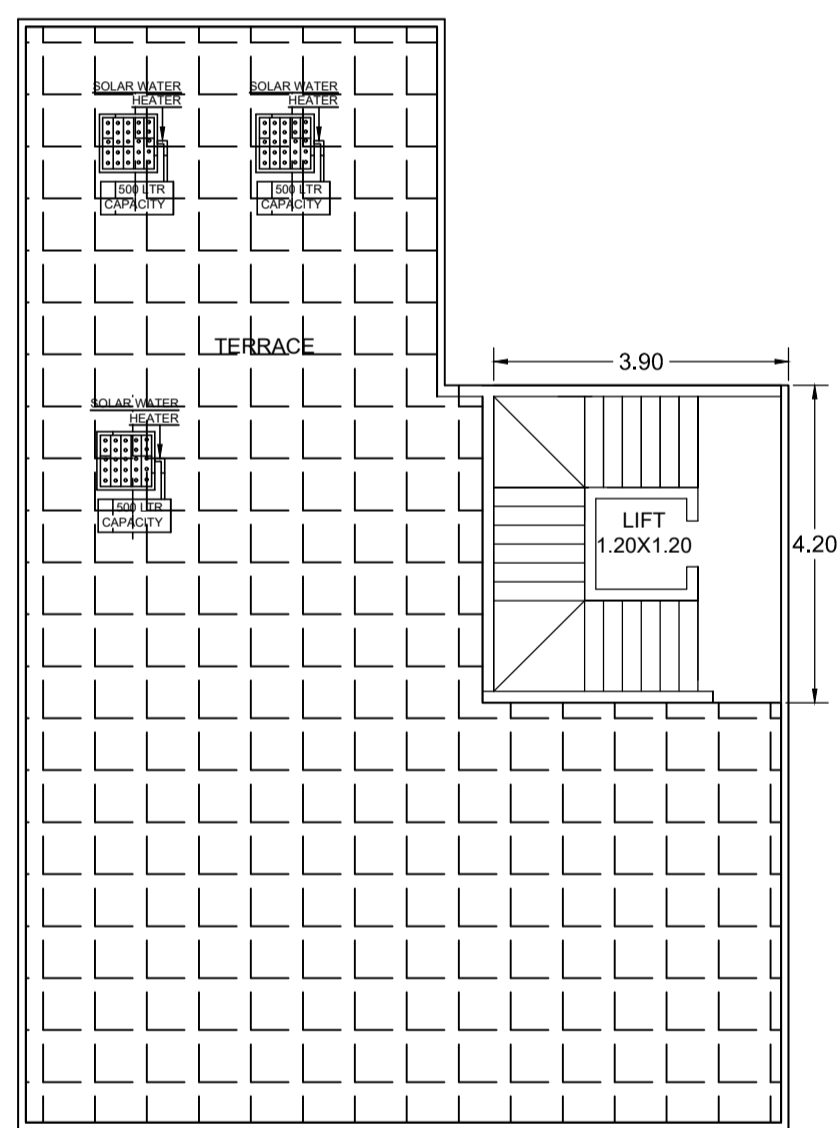 SOLAR WATER
HEATER
500 LTR
CAPACITY
SOLAR WATER
HEATER
500 LTR
CAPACITY
TERRACE
3.90
SOLAR WATER
HEATER
500 LTR
CAPACITY
LIFT
1.20X1.20
4.20